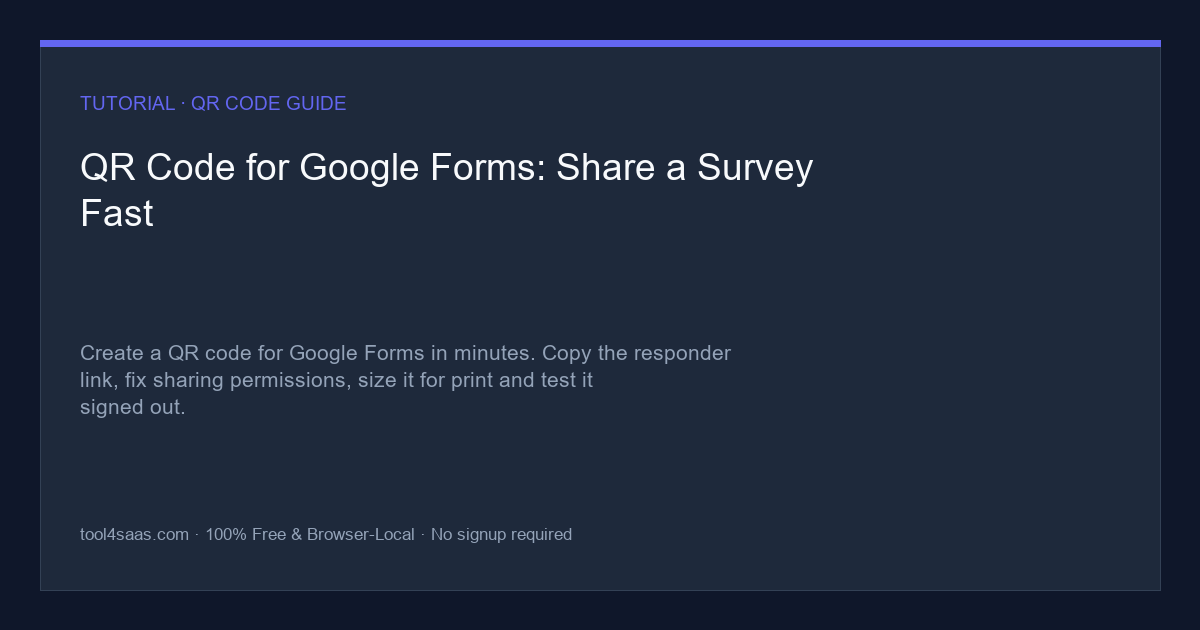 TUTORIAL · QR CODE GUIDE
QR Code for Google Forms: Share a Survey
Fast
Create a QR code for Google Forms in minutes. Copy the responder
link, fix sharing permissions, size it for print and test it
signed out.
tool4saas.com · 100% Free & Browser-Local · No signup required